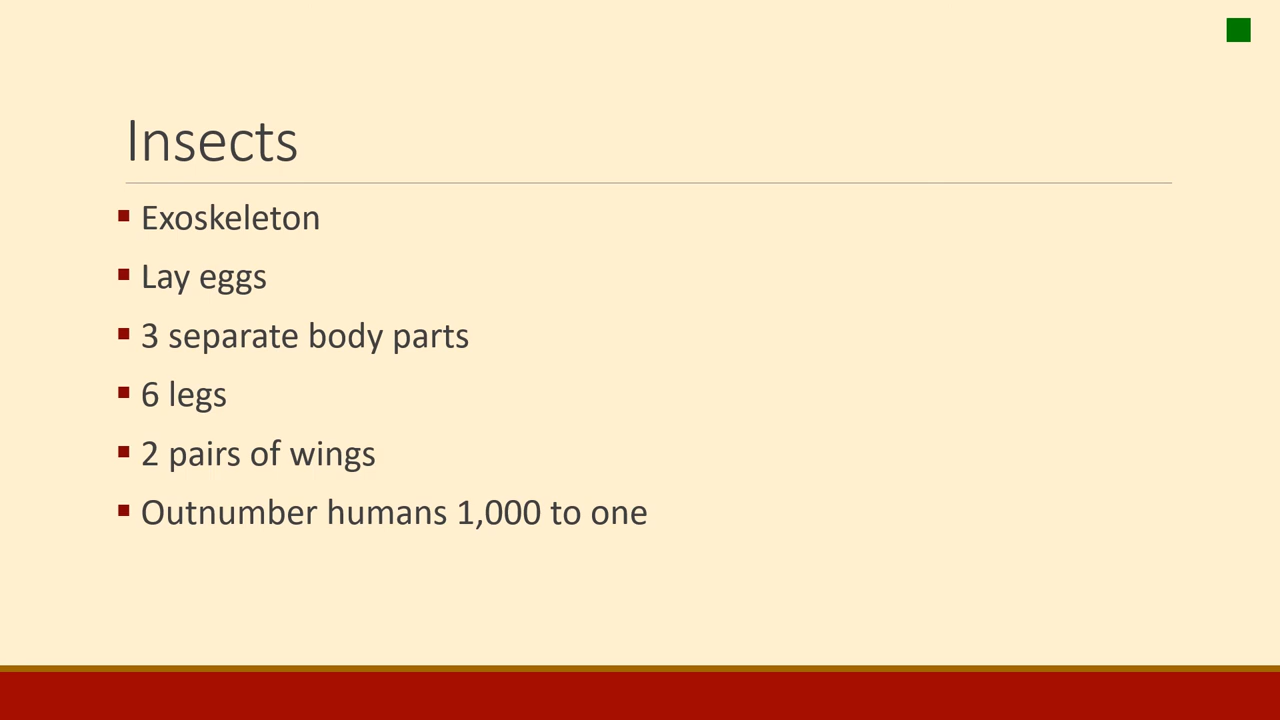 Insects
Exoskeleton
Lay eggs
3 separate body parts
6 legs
2 pairs of wings
Outnumber humans 1,000 to one